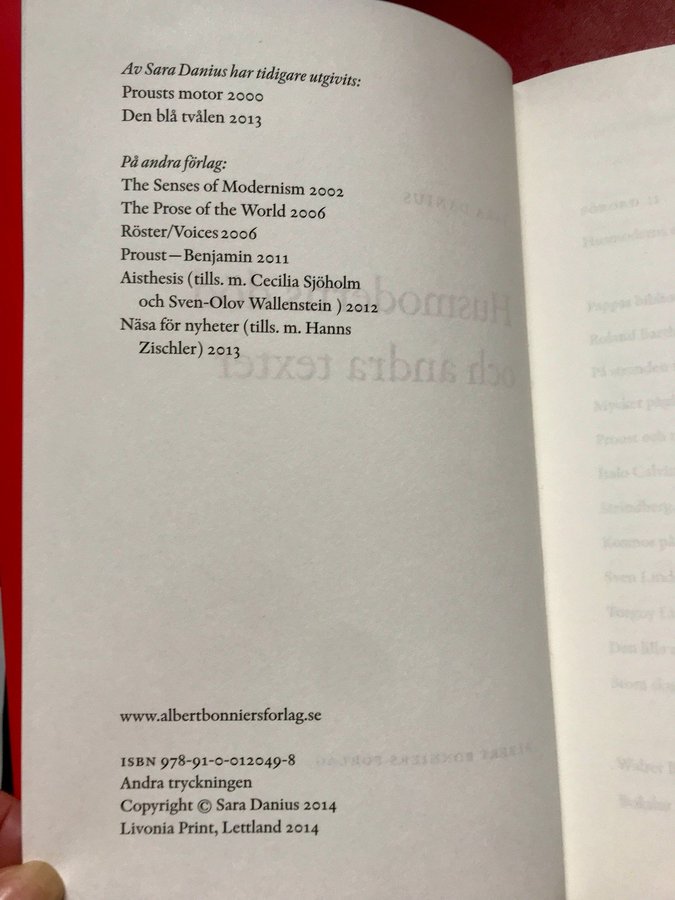 Av Sara Danius har tidigare utgivits:
Prousts motor 2000
Den blå tvålen 2013
På andra förlag:
The Senses of Modernism 2002
The Prose of the World 2006
Röster/Voices 2006
Proust—Benjamin 2011
Aisthesis (tills. m. Cecilia Sjöholm
och Sven-Olov Wallenstein ) 2012
Näsa för nyheter (tills. m. Hanns
Zischler) 2013
www.albertbonniersforlag.se
ISBN 978-91-0-012049-8
Andra tryckningen
Copyright © Sara Danius 2014
Livonia Print, Lettland 2014